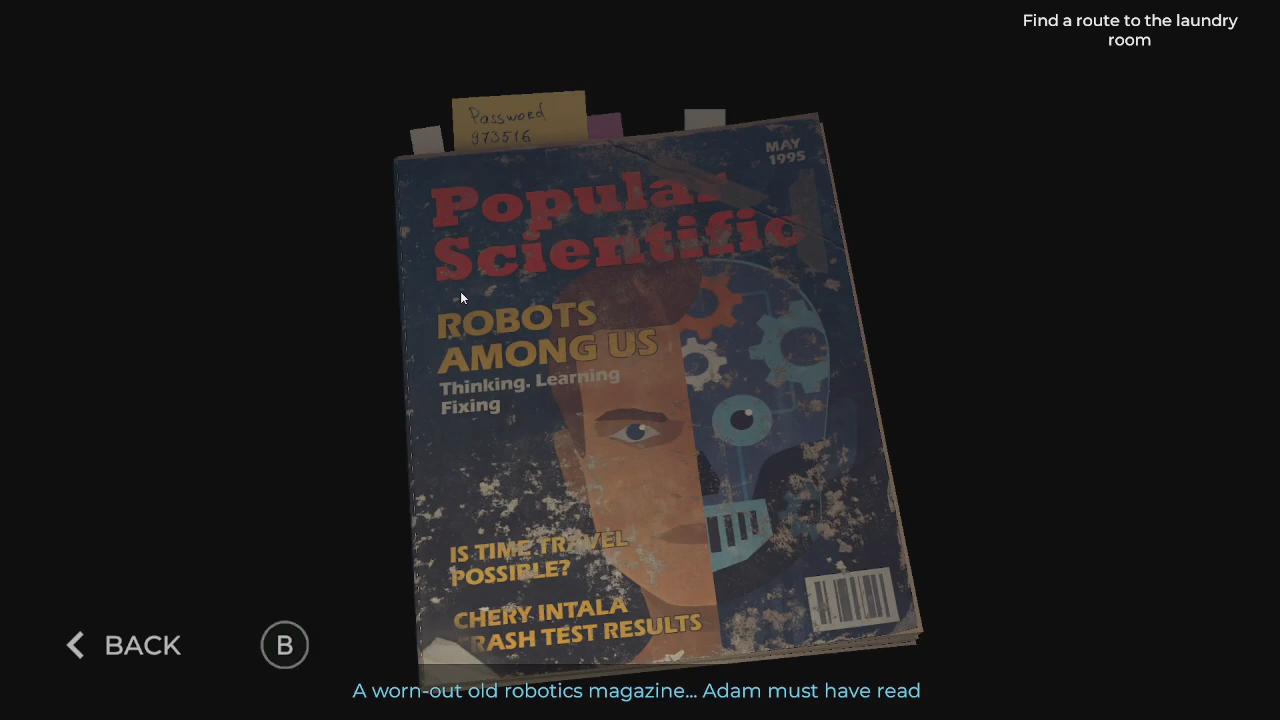 Find a route to the laundry
room
Password
973516
MAY
1995
Popular
Scientific
ROBOTS
AMONG US
Thinking. Learning
Fixing
IS TIME TRAVEL
POSSIBLE?
CHERY INTALA
RASH TEST RESULTS
BACK
B
A worn-out old robotics magazine... Adam must have read